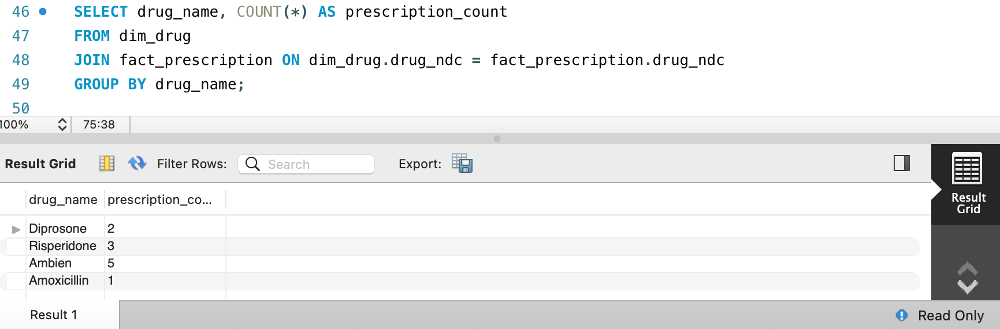 46 SELECT drug_name, COUNT(*) AS prescription_count
47 FROM dim_drug
48 JOIN fact_prescription ON dim_drug.drug_ndc = fact_prescription.drug_ndc
49 GROUP BY drug_name;
50
100% 75:38
Result Grid Filter Rows: Search Export:
Result
Grid
drug_name prescription_co...
Diprosone 2
Risperidone 3
Ambien 5
Amoxicillin 1
Result 1 Read Only